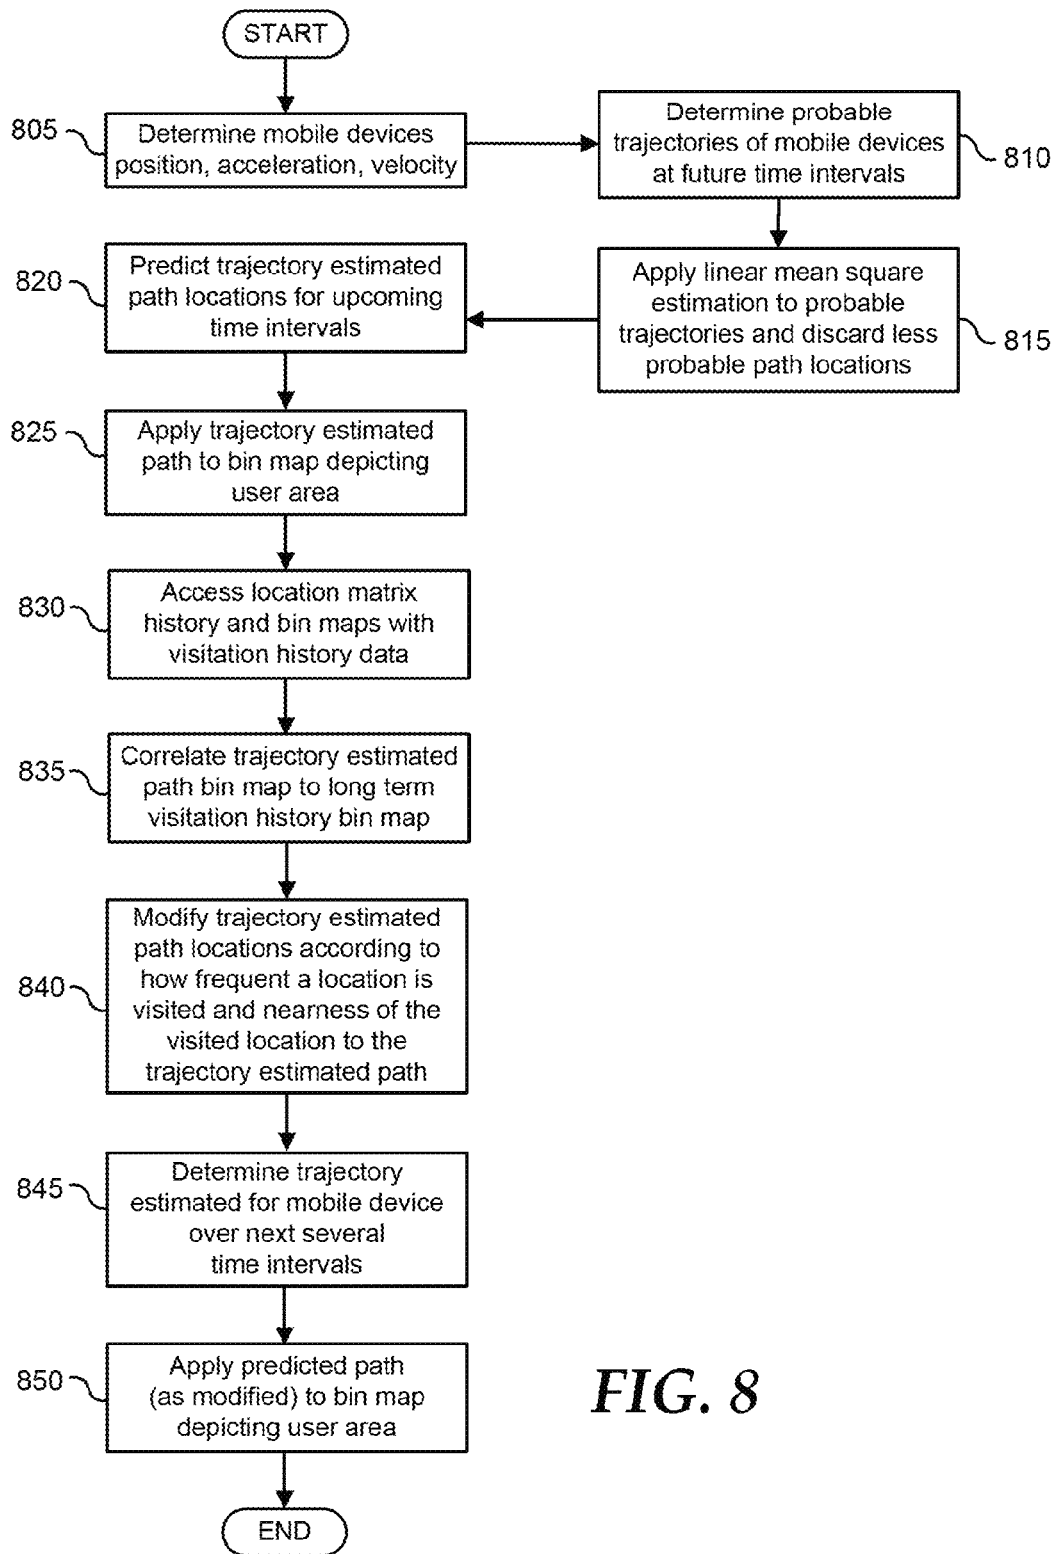 START
805
Determine mobile devices
position, acceleration, velocity
Determine probable
trajectories of mobile devices
at future time intervals
810
Apply linear mean square
estimation to probable
trajectories and discard less
probable path locations
815
820
Predict trajectory estimated
path locations for upcoming
time intervals
825
Apply trajectory estimated
path to bin map depicting
user area
830
Access location matrix
history and bin maps with
visitation history data
835
Correlate trajectory estimated
path bin map to long term
visitation history bin map
840
Modify trajectory estimated
path locations according to
how frequent a location is
visited and nearness of the
visited location to the
trajectory estimated path
845
Determine trajectory
estimated for mobile device
over next several
time intervals
850
Apply predicted path
(as modified) to bin map
depicting user area
END
FIG. 8